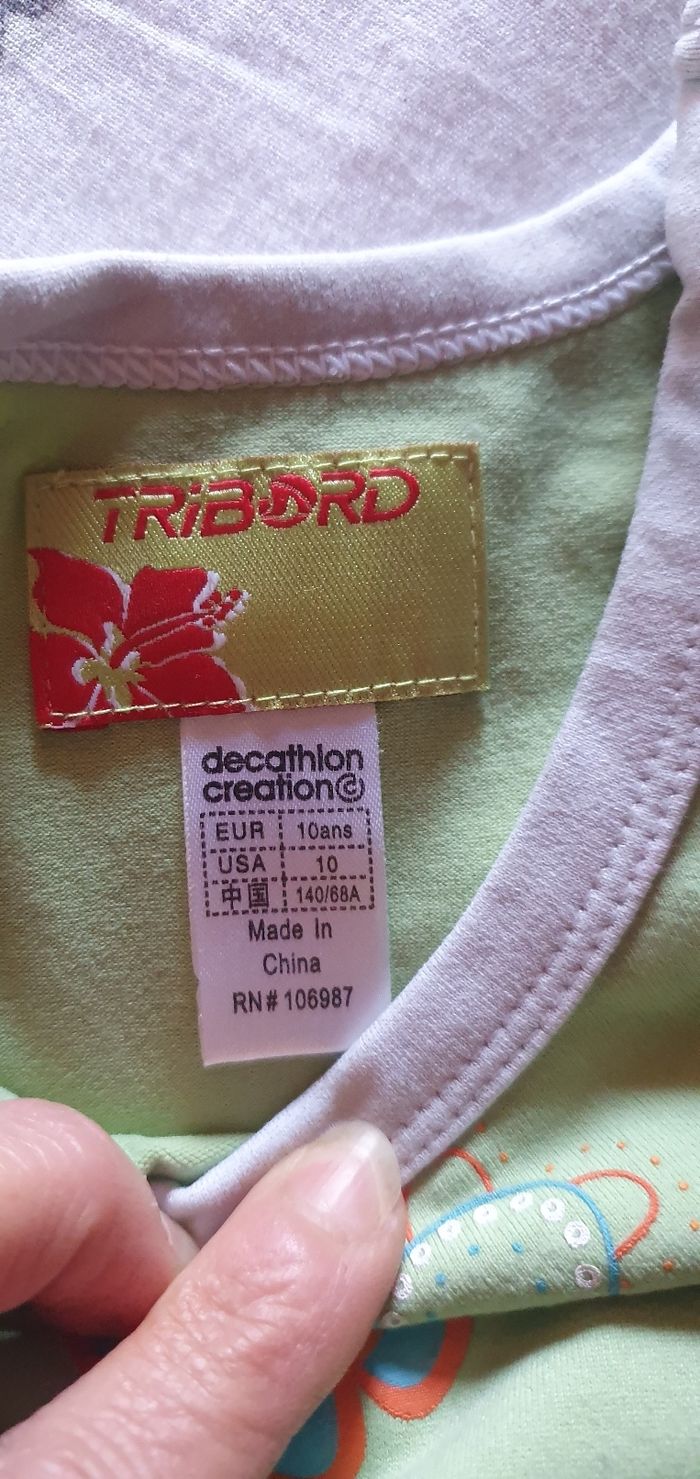 TRiBORD
decathlon
creation©
EUR 10ans
USA 10
中国 140/68A
Made In
China
RN# 106987